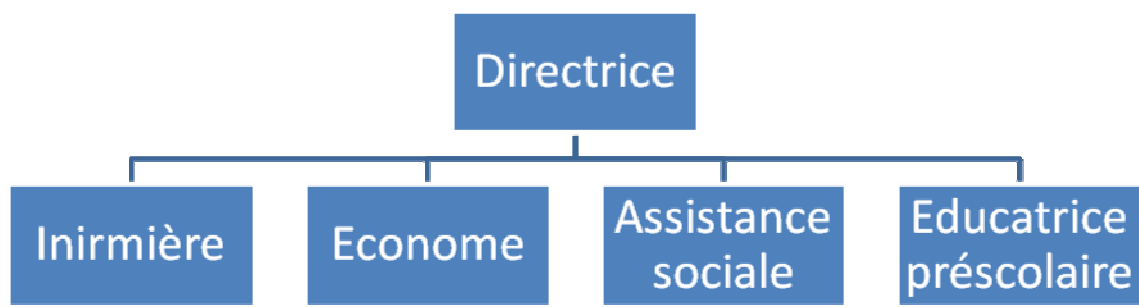 Directrice
Inirmière
Econome
Assistance
sociale
Educatrice
préscolaire